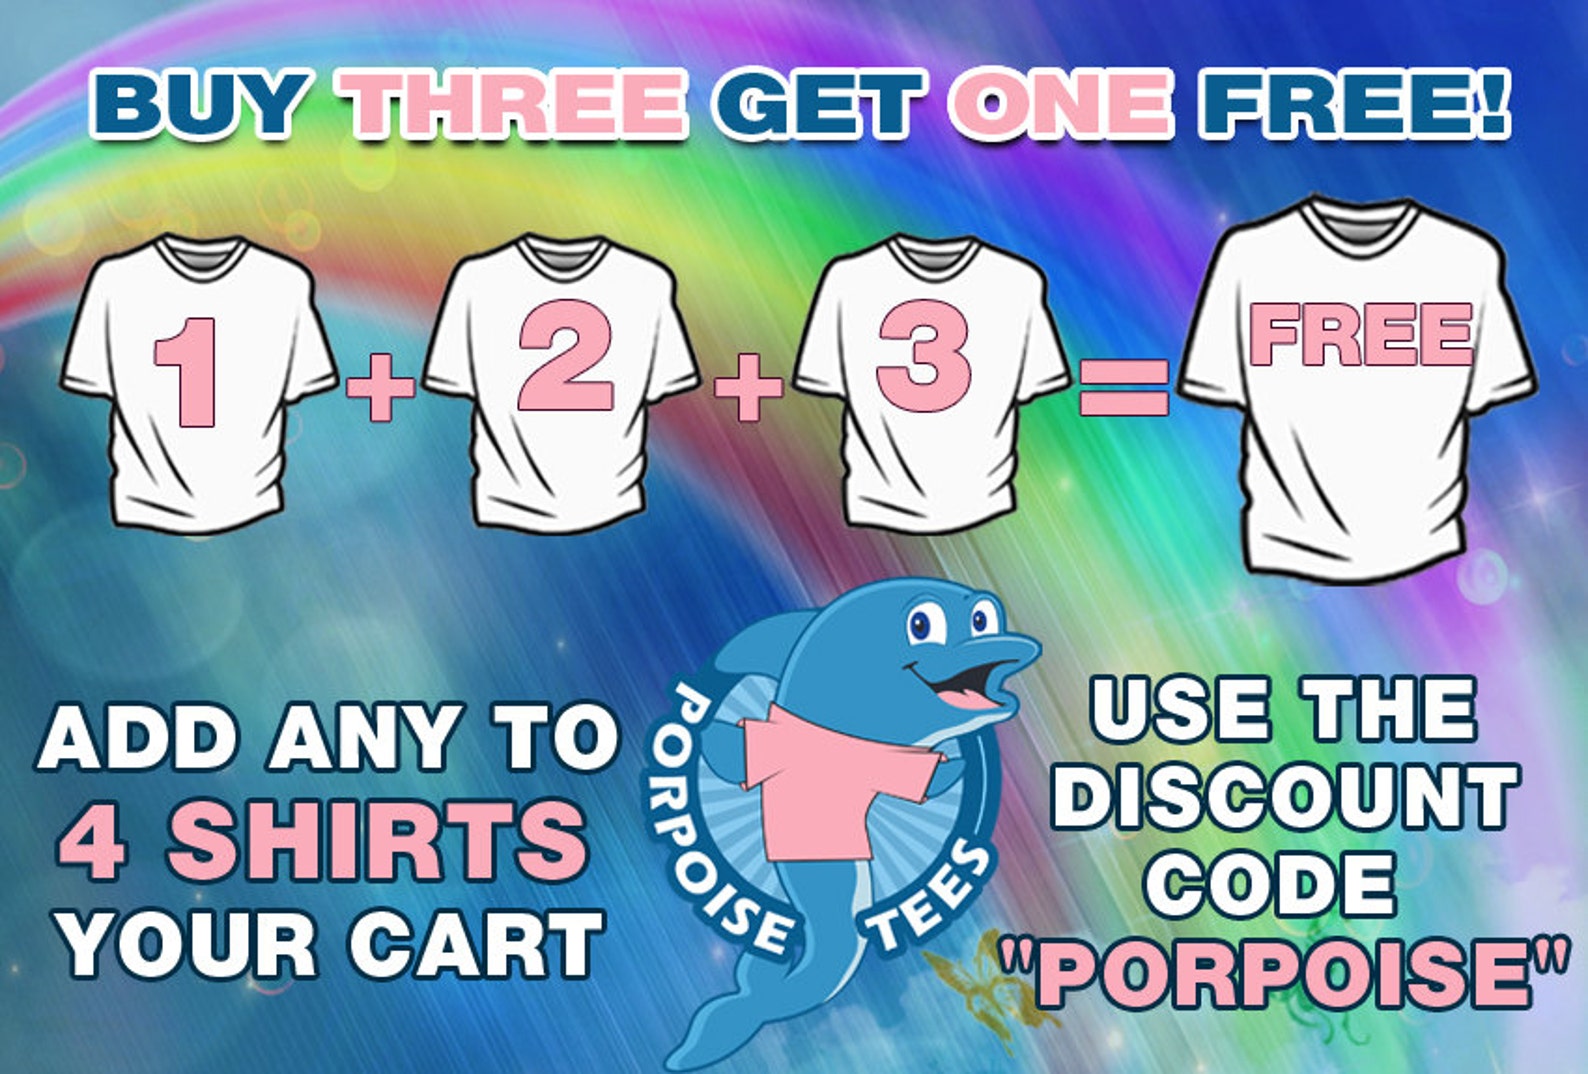 BUY THREE GET ONE FREE!
1 + 2 + 3 = FREE
ADD ANY TO
4 SHIRTS
YOUR CART
PORPOISE TEES
USE THE
DISCOUNT
CODE
"PORPOISE"